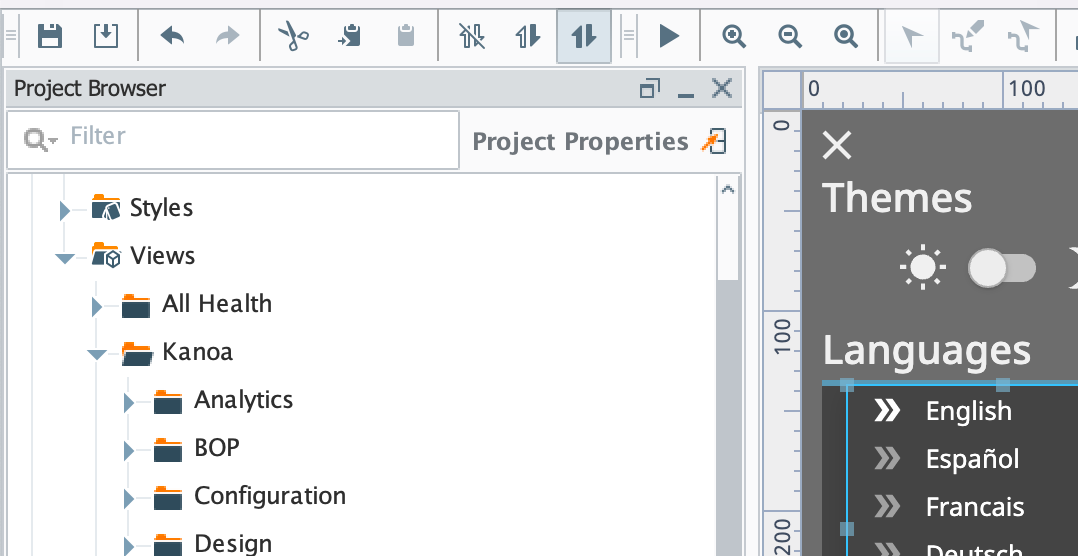 Project Browser
Filter
Project Properties
Styles
Views
All Health
Kanoa
Analytics
BOP
Configuration
Design
0
100
0
100
200
Themes
Languages
English
Español
Francais
Deutsch